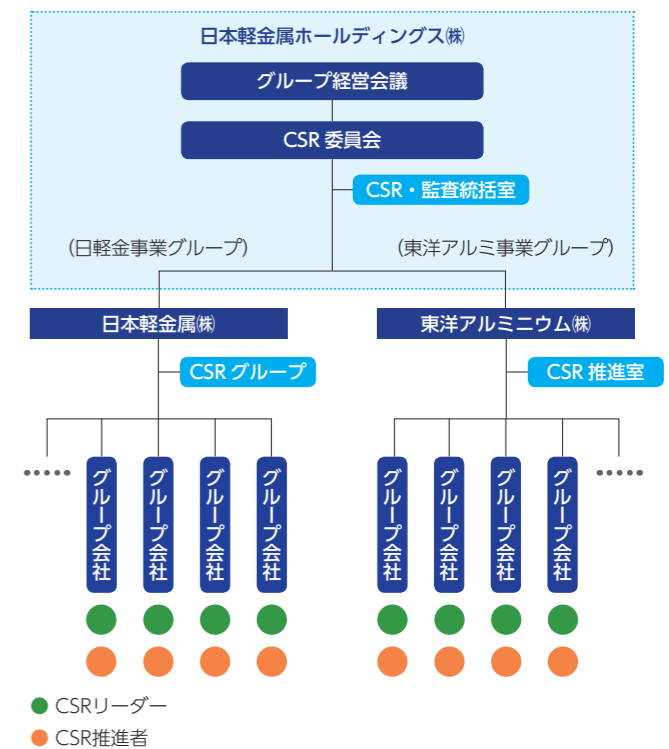 日本軽金属ホールディングス㈱
グループ経営会議
CSR 委員会
CSR・監査統括室
(日軽金事業グループ)
(東洋アルミ事業グループ)
日本軽金属㈱
東洋アルミニウム㈱
CSR グループ
CSR 推進室
•••••
グループ会社
グループ会社
グループ会社
グループ会社
グループ会社
グループ会社
グループ会社
グループ会社
•••••
CSRリーダー
CSR推進者